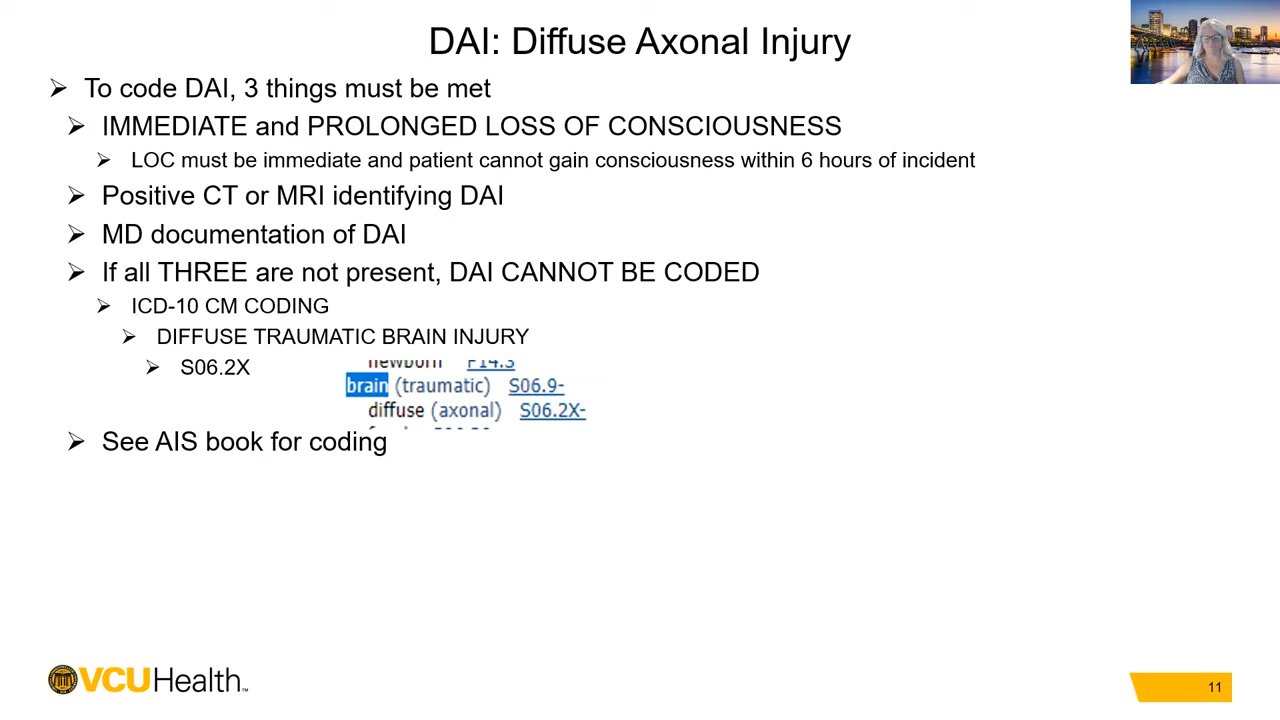 DAI: Diffuse Axonal Injury
To code DAI, 3 things must be met
IMMEDIATE and PROLONGED LOSS OF CONSCIOUSNESS
LOC must be immediate and patient cannot gain consciousness within 6 hours of incident
Positive CT or MRI identifying DAI
MD documentation of DAI
If all THREE are not present, DAI CANNOT BE CODED
ICD-10 CM CODING
DIFFUSE TRAUMATIC BRAIN INJURY
S06.2X
newborn P14.3
brain (traumatic) S06.9-
diffuse (axonal) S06.2X-
See AIS book for coding
VCUHealth™
11